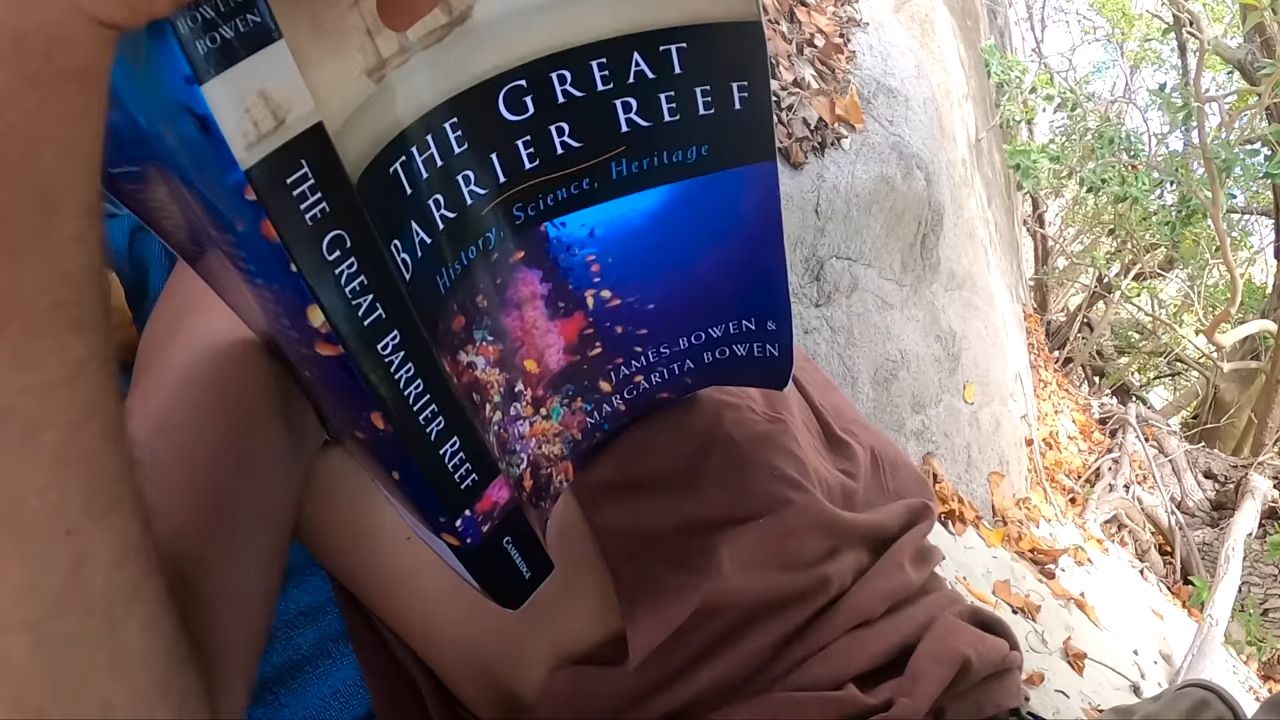 BOWEN
BOWEN
THE GREAT BARRIER REEF
CAMBRIDGE
THE GREAT
BARRIER REEF
History, Science, Heritage
JAMES BOWEN &
MARGARITA BOWEN